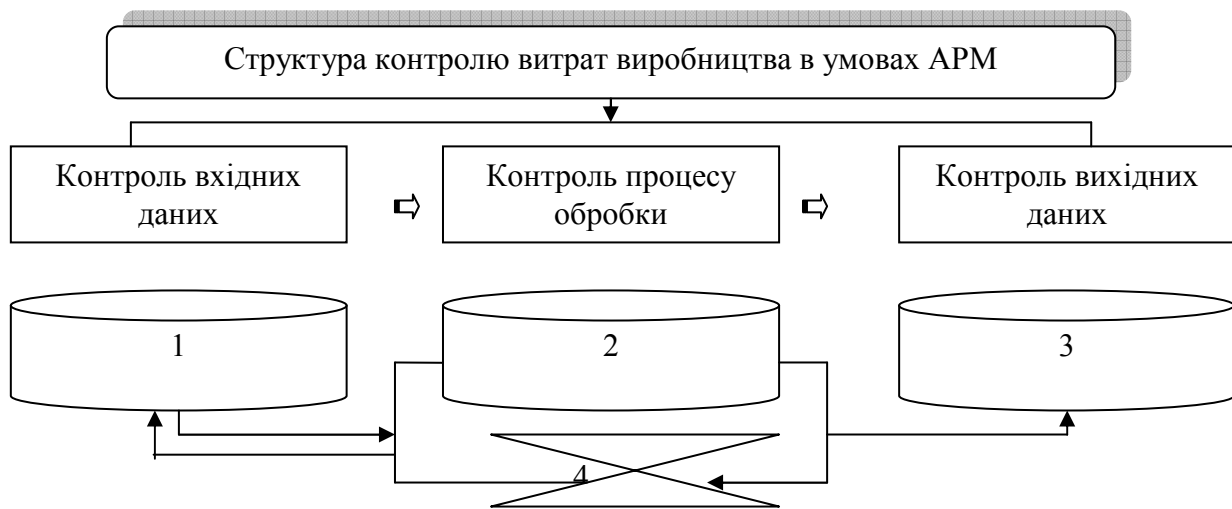 Структура контролю витрат виробництва в умовах АРМ
Контроль вхідних
даних
Контроль процесу
обробки
Контроль вихідних
даних
1
2
3
4